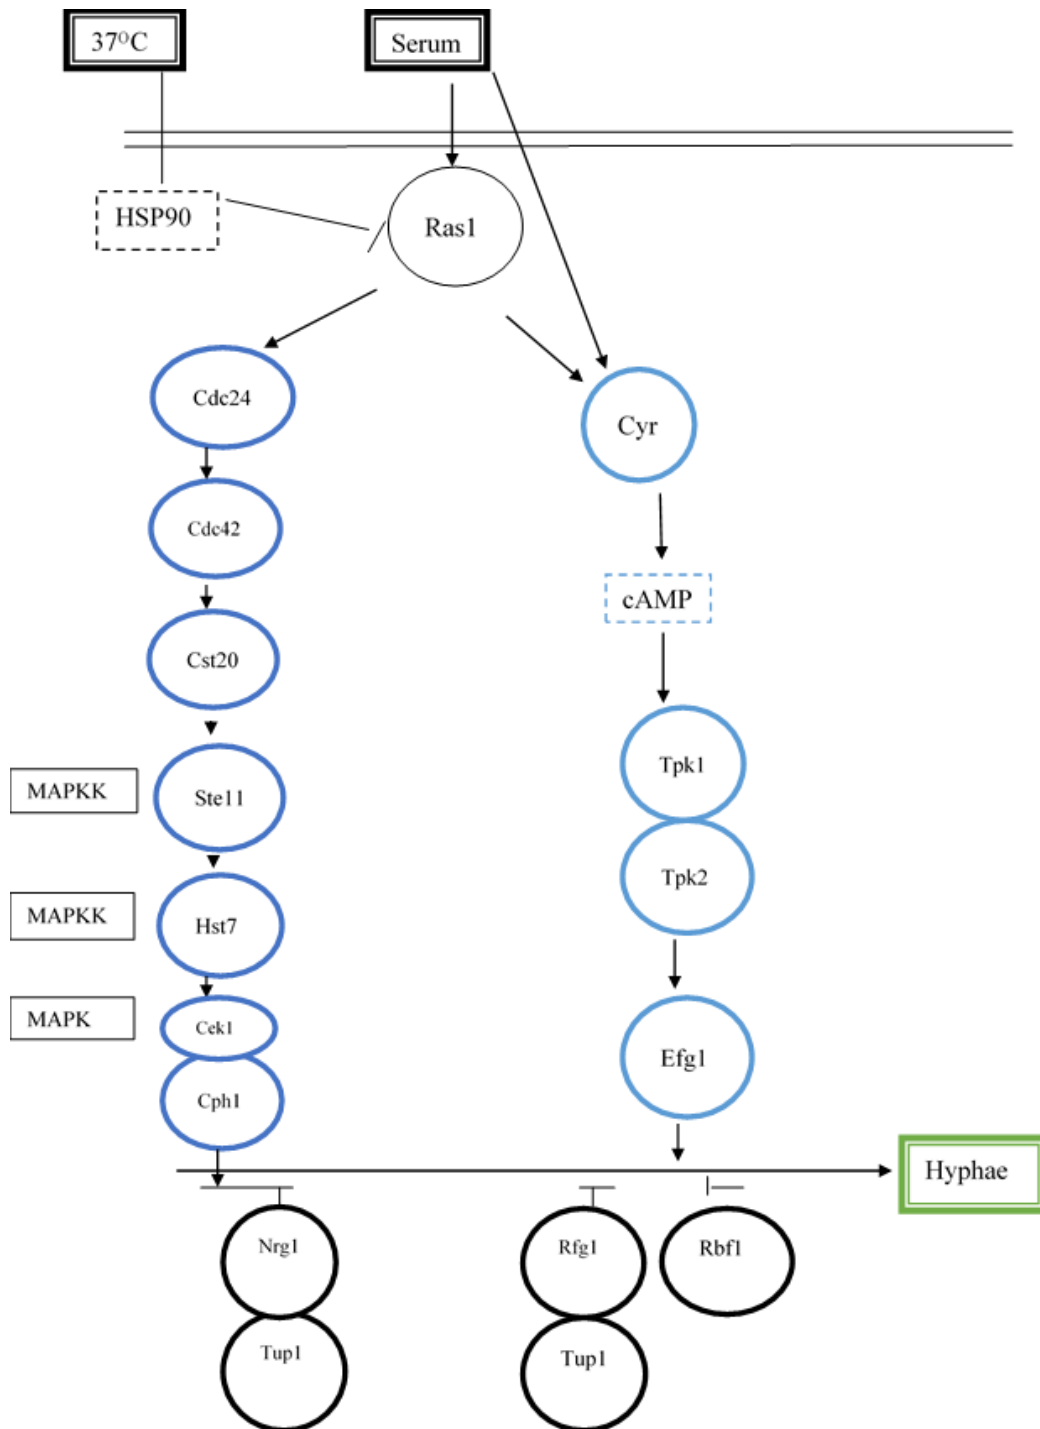 37°C
Serum
HSP90
Ras1
Cdc24
Cyr
Cdc42
cAMP
Cst20
Tpk1
MAPKK
Ste11
Tpk2
MAPKK
Hst7
MAPK
Cek1
Efg1
Cph1
Hyphae
Nrg1
Rfg1
Rbf1
Tup1
Tup1